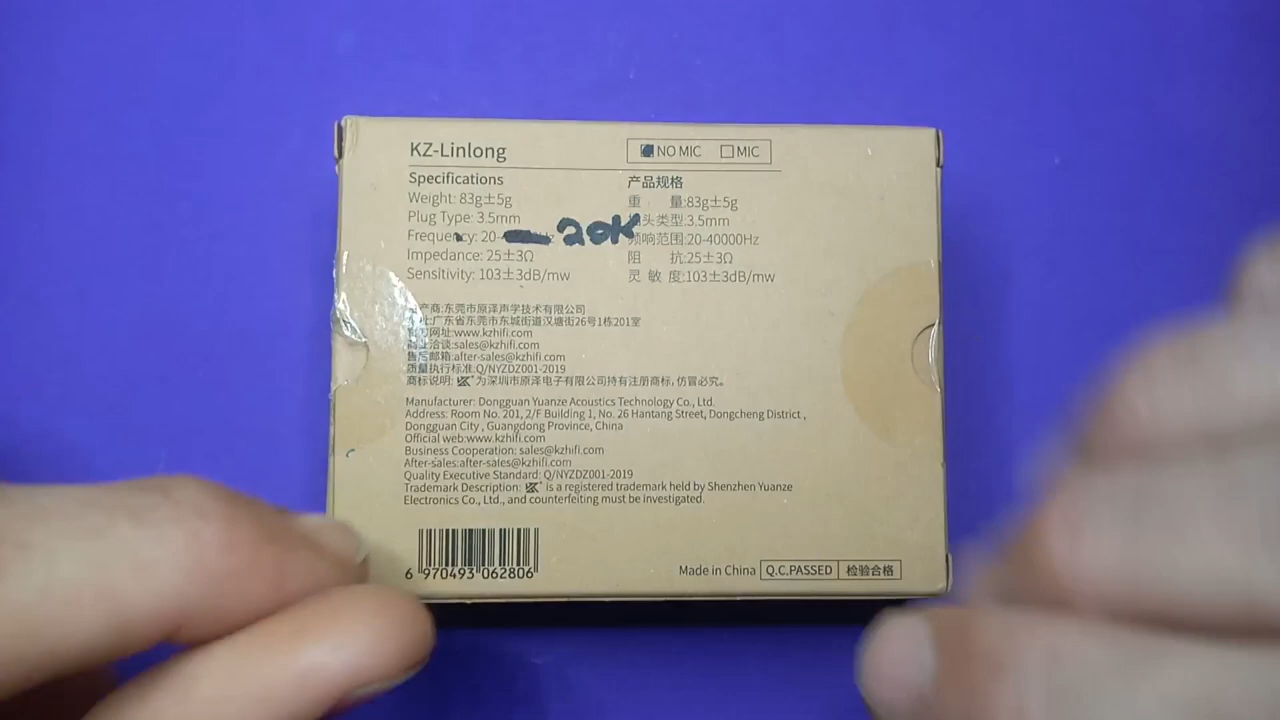 KZ-Linlong
NO MIC MIC
Specifications
Weight: 83g±5g
Plug Type: 3.5mm
Frequency: 20- 20K
Impedance: 25±3Ω
Sensitivity: 103±3dB/mw
产品规格
重 量:83g±5g
头类型:3.5mm
频响范围:20-40000Hz
阻 抗:25±3Ω
灵 敏 度:103±3dB/mw
产商:东莞市原泽声学技术有限公司
址:广东省东莞市东城街道汉塘街26号1栋201室
官方网址:www.kzhifi.com
商业洽谈:sales@kzhifi.com
售后邮箱:after-sales@kzhifi.com
质量执行标准:Q/NYZDZ001-2019
商标说明: KZ 为深圳市原泽电子有限公司持有注册商标,仿冒必究。
Manufacturer: Dongguan Yuanze Acoustics Technology Co., Ltd.
Address: Room No. 201, 2/F Building 1, No. 26 Hantang Street, Dongcheng District ,
Dongguan City , Guangdong Province, China
Official web:www.kzhifi.com
Business Cooperation: sales@kzhifi.com
After-sales:after-sales@kzhifi.com
Quality Executive Standard: Q/NYZDZ001-2019
Trademark Description: KZ is a registered trademark held by Shenzhen Yuanze
Electronics Co., Ltd., and counterfeiting must be investigated.
6 970493 062806
Made in China Q.C.PASSED 检验合格